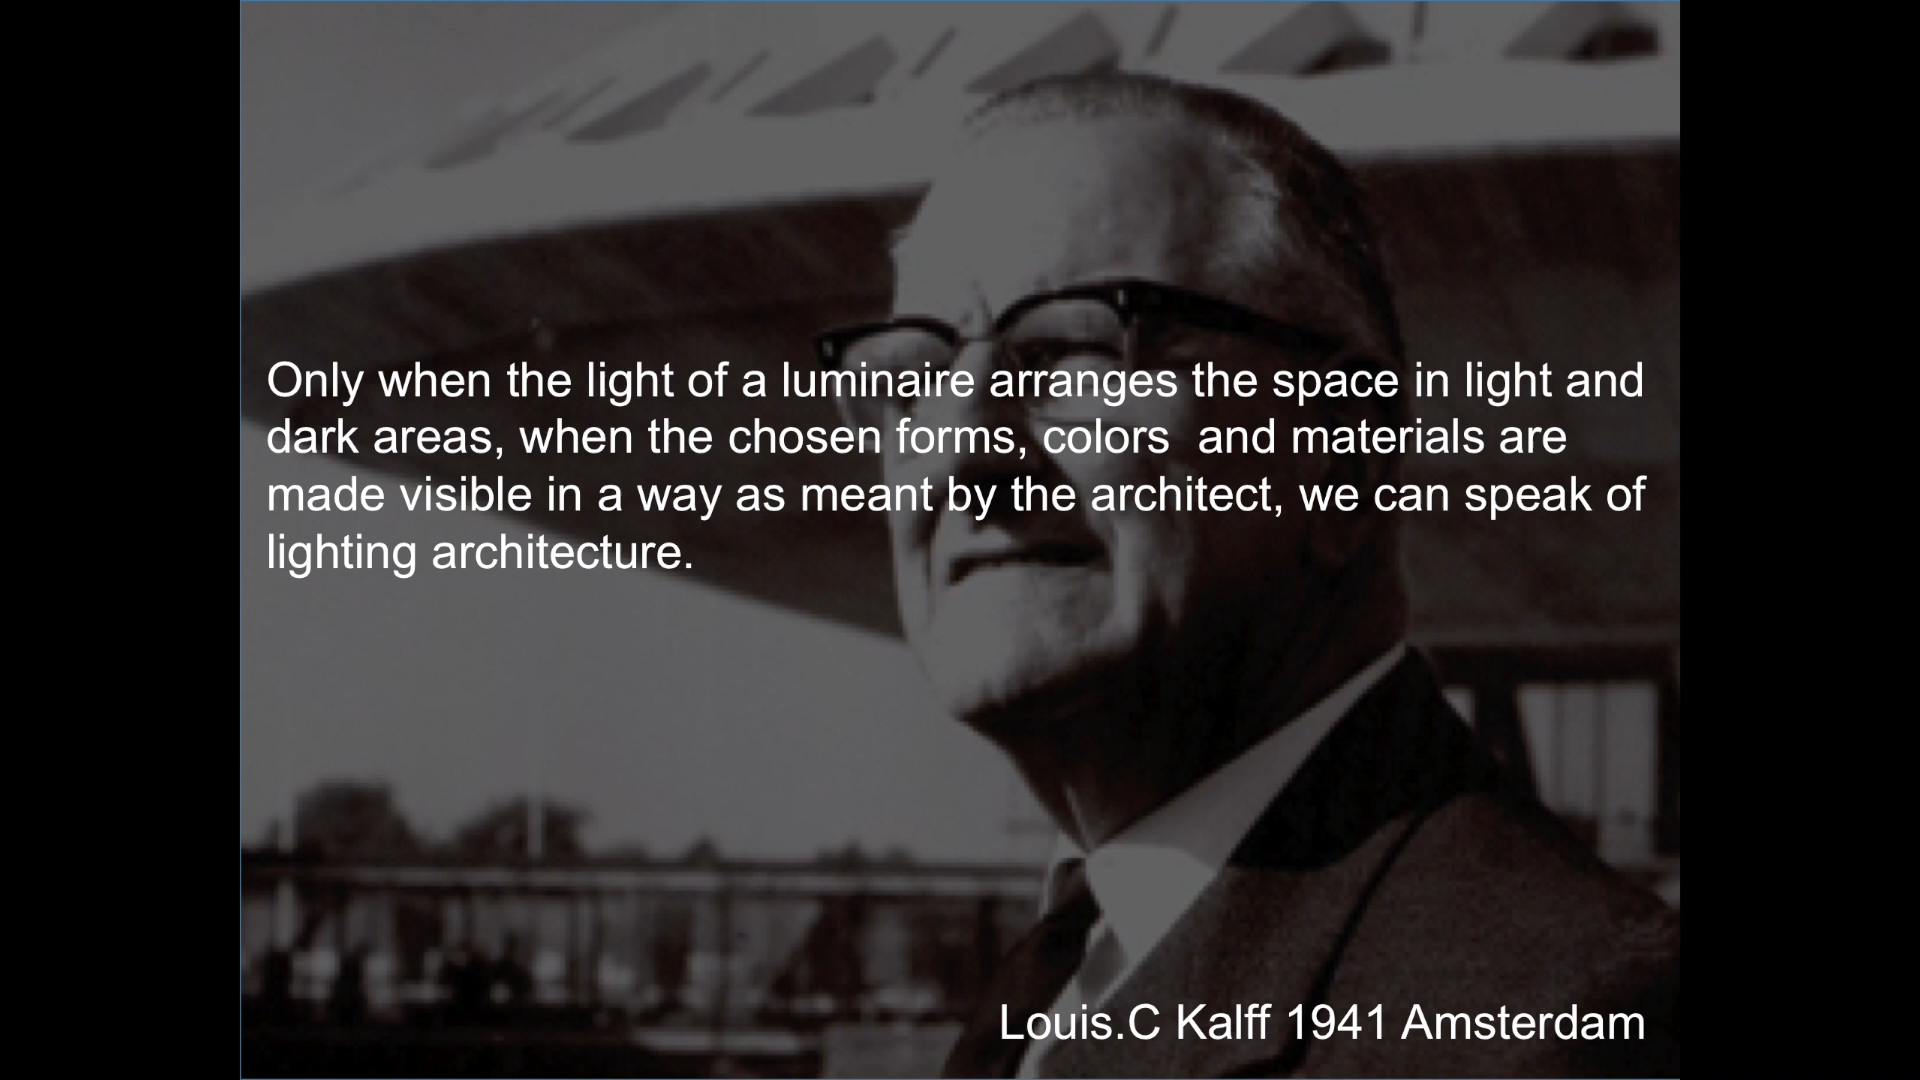 Only when the light of a luminaire arranges the space in light and
dark areas, when the chosen forms, colors  and materials are
made visible in a way as meant by the architect, we can speak of
lighting architecture.
Louis.C Kalff 1941 Amsterdam